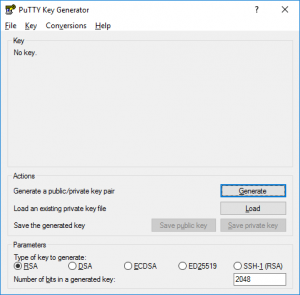 PuTTY Key Generator ?
File Key Conversions Help
Key
No key.
Actions
Generate a public/private key pair Generate
Load an existing private key file Load
Save the generated key Save public key Save private key
Parameters
Type of key to generate:
RSA DSA ECDSA ED25519 SSH-1 (RSA)
Number of bits in a generated key: 2048